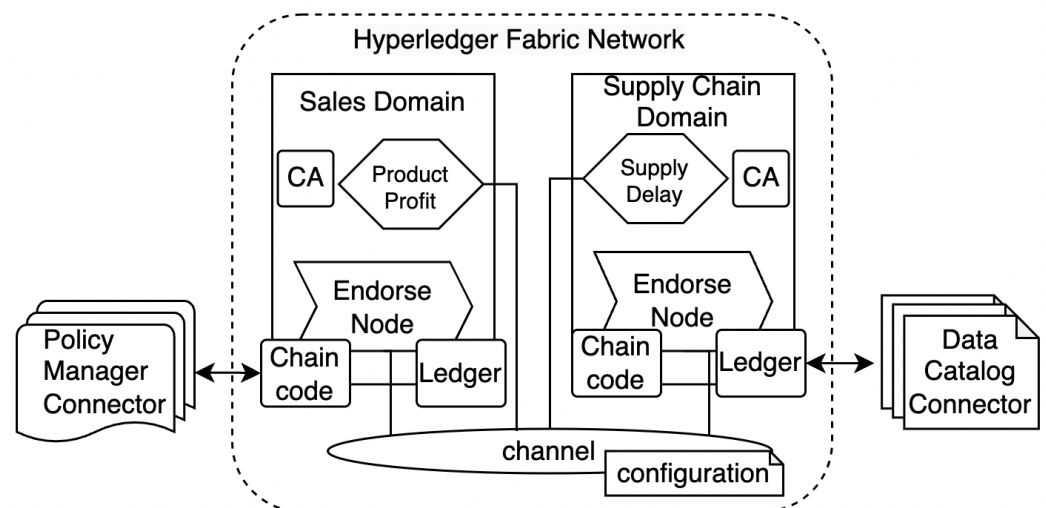 Hyperledger Fabric Network
Sales Domain
CA
Product
Profit
Endorse
Node
Chain
code
Ledger
Supply Chain
Domain
Supply
Delay
CA
Endorse
Node
Chain
code
Ledger
Policy
Manager
Connector
Data
Catalog
Connector
channel
configuration